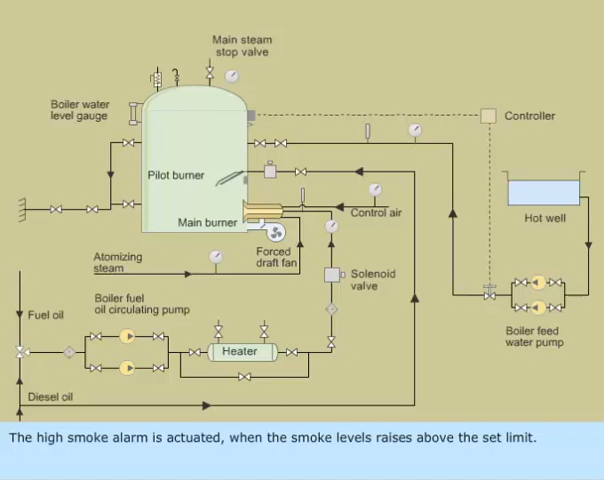 Main steam
stop valve
Boiler water
level gauge
Controller
Pilot burner
Hot well
Main burner
Control air
Forced
draft fan
Atomizing
steam
Solenoid
valve
Boiler fuel
oil circulating pump
Fuel oil
Boiler feed
water pump
Heater
Diesel oil
The high smoke alarm is actuated, when the smoke levels raises above the set limit.